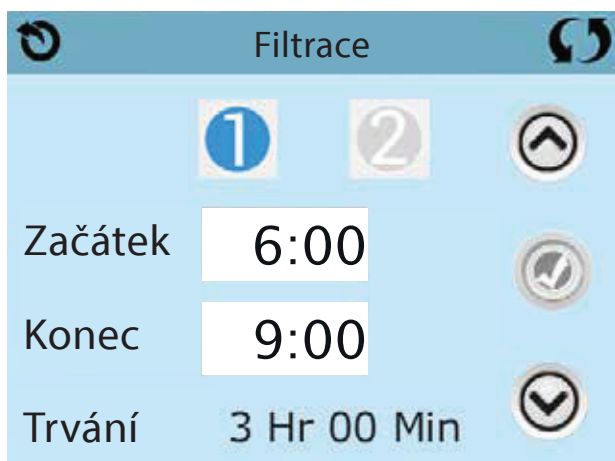 Filtrace
1 2
Začátek 6:00
Konec 9:00
Trvání 3 Hr 00 Min